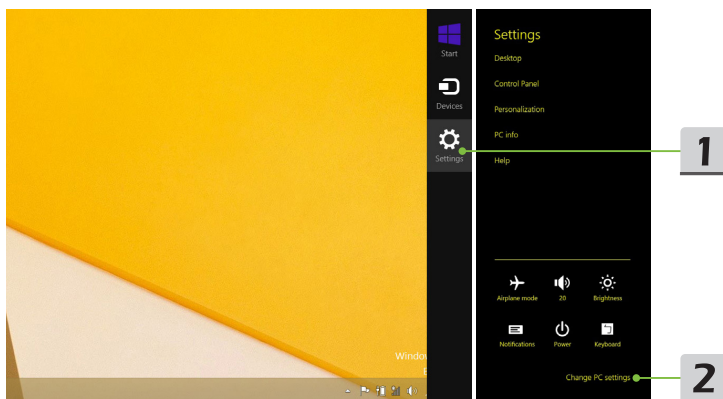 Start
Devices
Settings
Windo
Settings
Desktop
Control Panel
Personalization
PC info
Help
Airplane mode
20
Brightness
Notifications
Power
Keyboard
Change PC settings
1
2